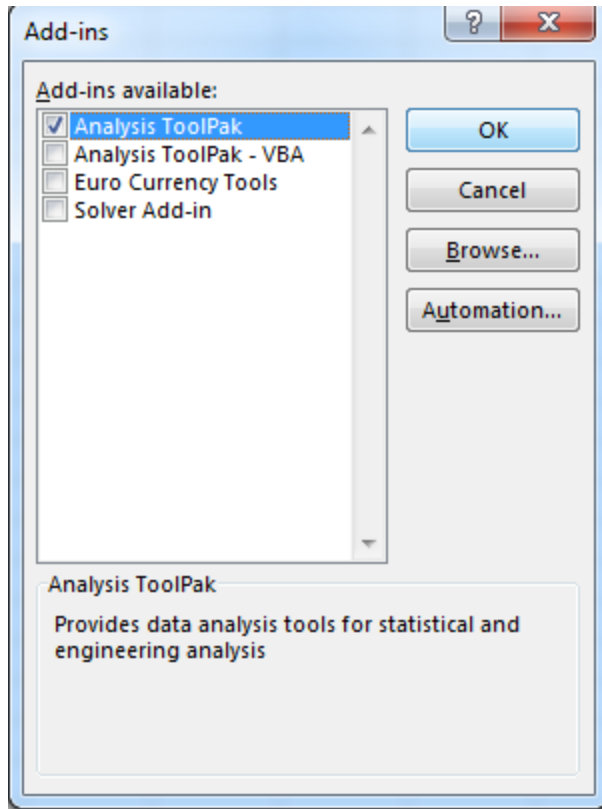 Add-ins
?
X
Add-ins available:
Analysis ToolPak
Analysis ToolPak - VBA
Euro Currency Tools
Solver Add-in
OK
Cancel
Browse...
Automation...
Analysis ToolPak
Provides data analysis tools for statistical and
engineering analysis